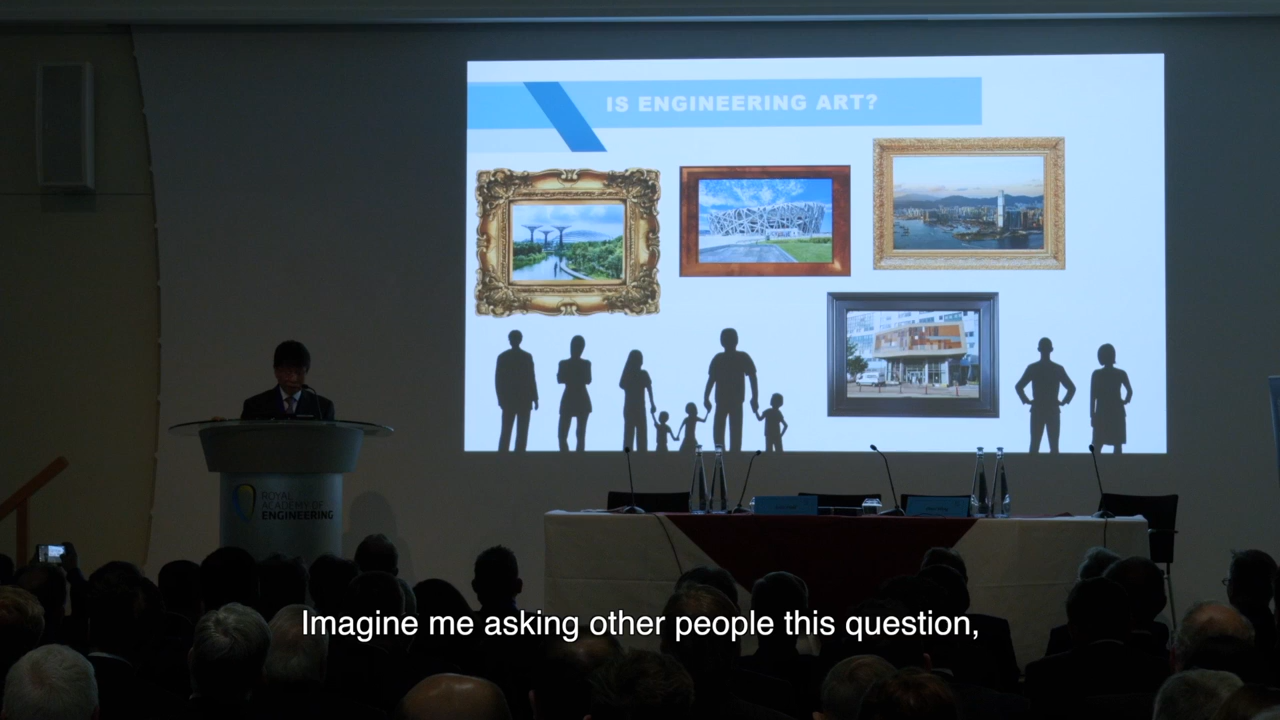 IS ENGINEERING ART?
ROYAL
ACADEMY OF
ENGINEERING
Imagine me asking other people this question,